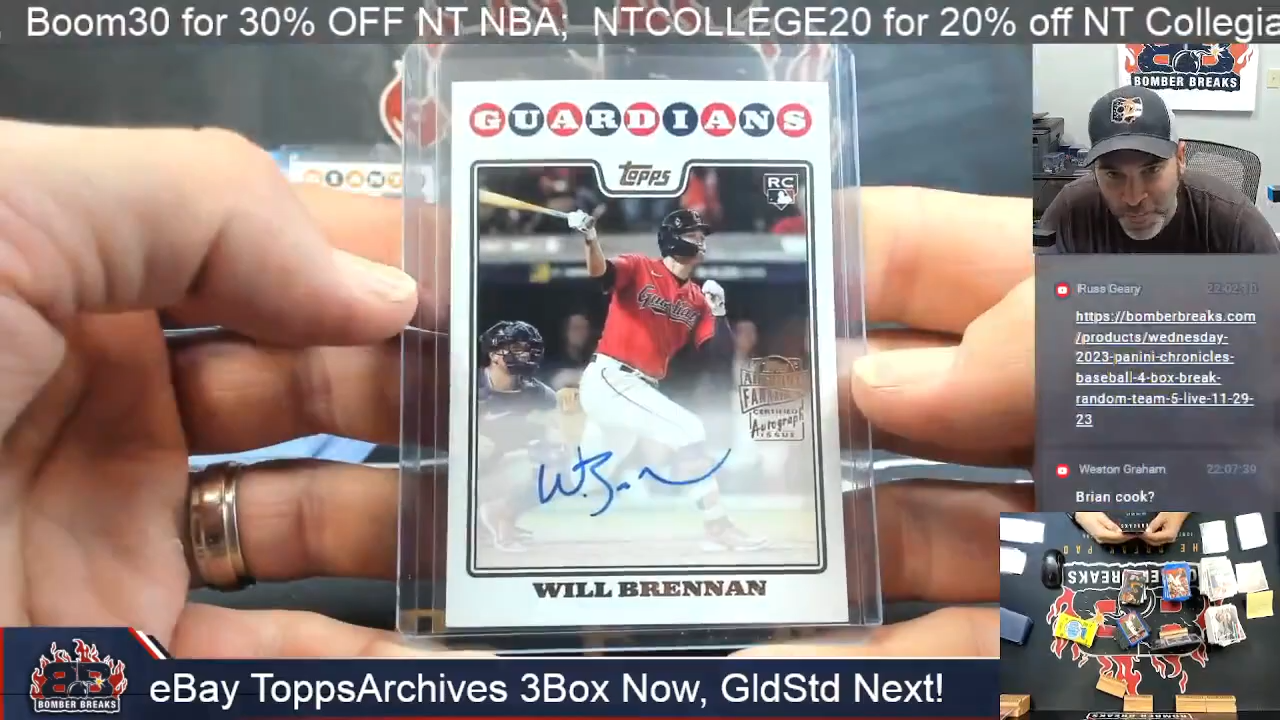 Boom30 for 30% OFF NT NBA; NTCOLLEGE20 for 20% off NT Collegia
GUARDIANS
Topps
RC
Guardians
FANFAVORITES
CERTIFIED
Autograph
ISSUE
W. B
WILL BRENNAN
BOMBER BREAKS
Russ Geary 22:02:10
https://bomberbreaks.com
/products/wednesday-
2023-panini-chronicles-
baseball-4-box-break-
random-team-5-live-11-29-
23
Weston Graham 22:07:39
Brian cook?
BREAKS
BOMBER BREAKS
eBay ToppsArchives 3Box Now, GldStd Next!